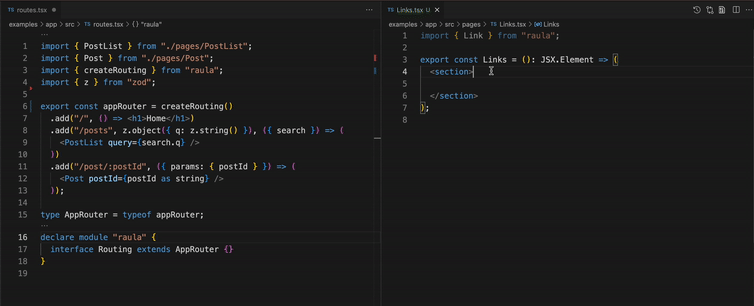 TS routes.tsx ●
···
examples > app > src > TS routes.tsx > {} "raula"
···
1 import { PostList } from "./pages/PostList";
2 import { Post } from "./pages/Post";
3 import { createRouting } from "raula";
4 import { z } from "zod";
5
6 export const appRouter = createRouting()
7 .add("/", () => <h1>Home</h1>)
8 .add("/posts", z.object({ q: z.string() }), ({ search }) => (
9 <PostList query={search.q} />
10 ))
11 .add("/post/:postId", ({ params: { postId } }) => (
12 <Post postId={postId as string} />
13 ));
14
15 type AppRouter = typeof appRouter;
···
16 declare module "raula" {
17 interface Routing extends AppRouter {}
18 }
19
TS Links.tsx U ×
···
examples > app > src > pages > TS Links.tsx > Links
1 import { Link } from "raula";
2
3 export const Links = (): JSX.Element => (
4 <section>
5
6 </section>
7 );
8